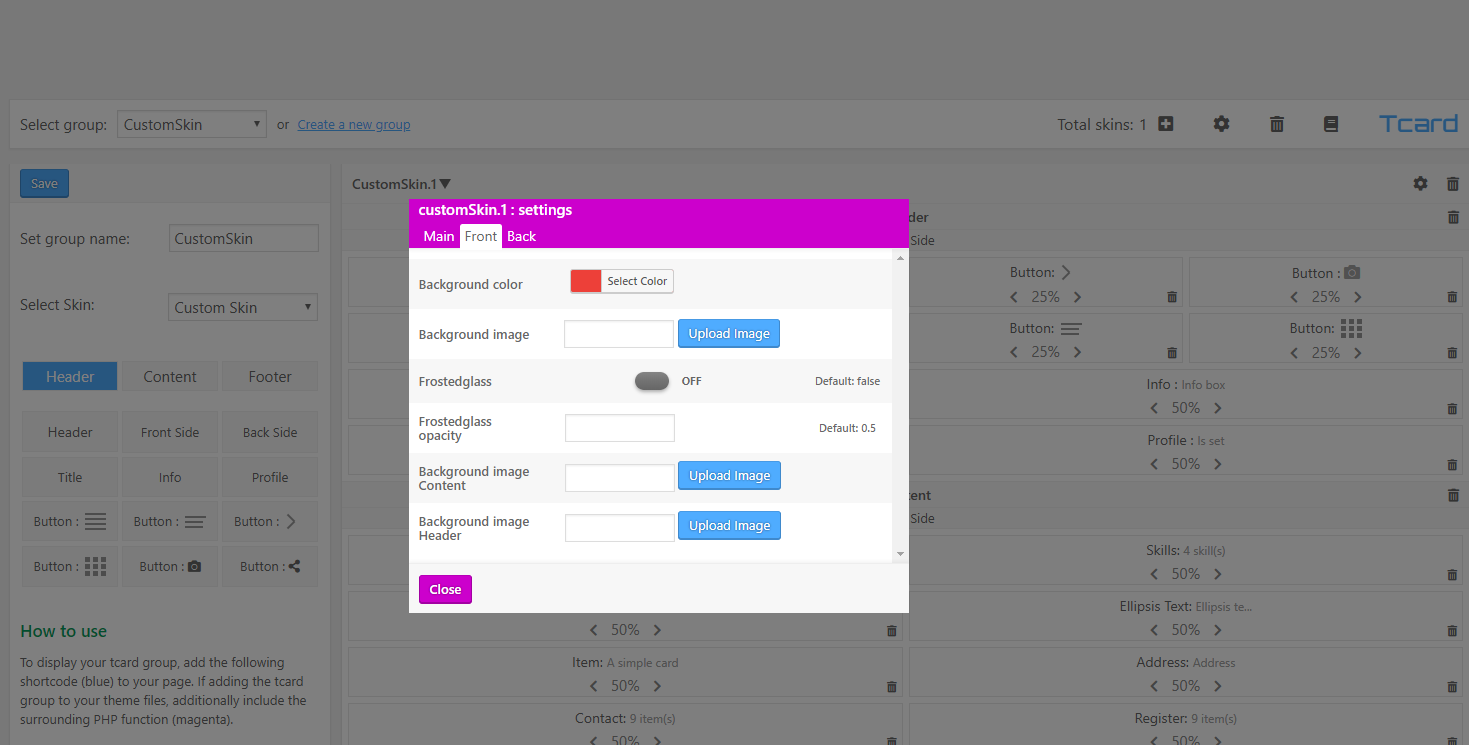 Select group:
CustomSkin
or
Create a new group
Total skins: 1
Tcard
Save
Set group name:
CustomSkin
Select Skin:
Custom Skin
Header
Content
Footer
Header
Front Side
Back Side
Title
Info
Profile
Button :
Button :
Button :
Button :
Button :
Button :
How to use
To display your tcard group, add the following
shortcode (blue) to your page. If adding the tcard
group to your theme files, additionally include the
surrounding PHP function (magenta).
CustomSkin.1
customSkin.1 : settings
Main
Front
Back
Background color
Select Color
Background image
Upload Image
Frostedglass
OFF
Default: false
Frostedglass
opacity
Default: 0.5
Background image
Content
Upload Image
Background image
Header
Upload Image
Close
der
Side
Button:
25%
Button :
25%
Button:
25%
Button:
25%
Info : Info box
50%
Profile : Is set
50%
ent
Side
Skills: 4 skill(s)
50%
Ellipsis Text: Ellipsis te...
50%
50%
Item: A simple card
50%
Address: Address
50%
Contact: 9 item(s)
50%
Register: 9 item(s)
50%